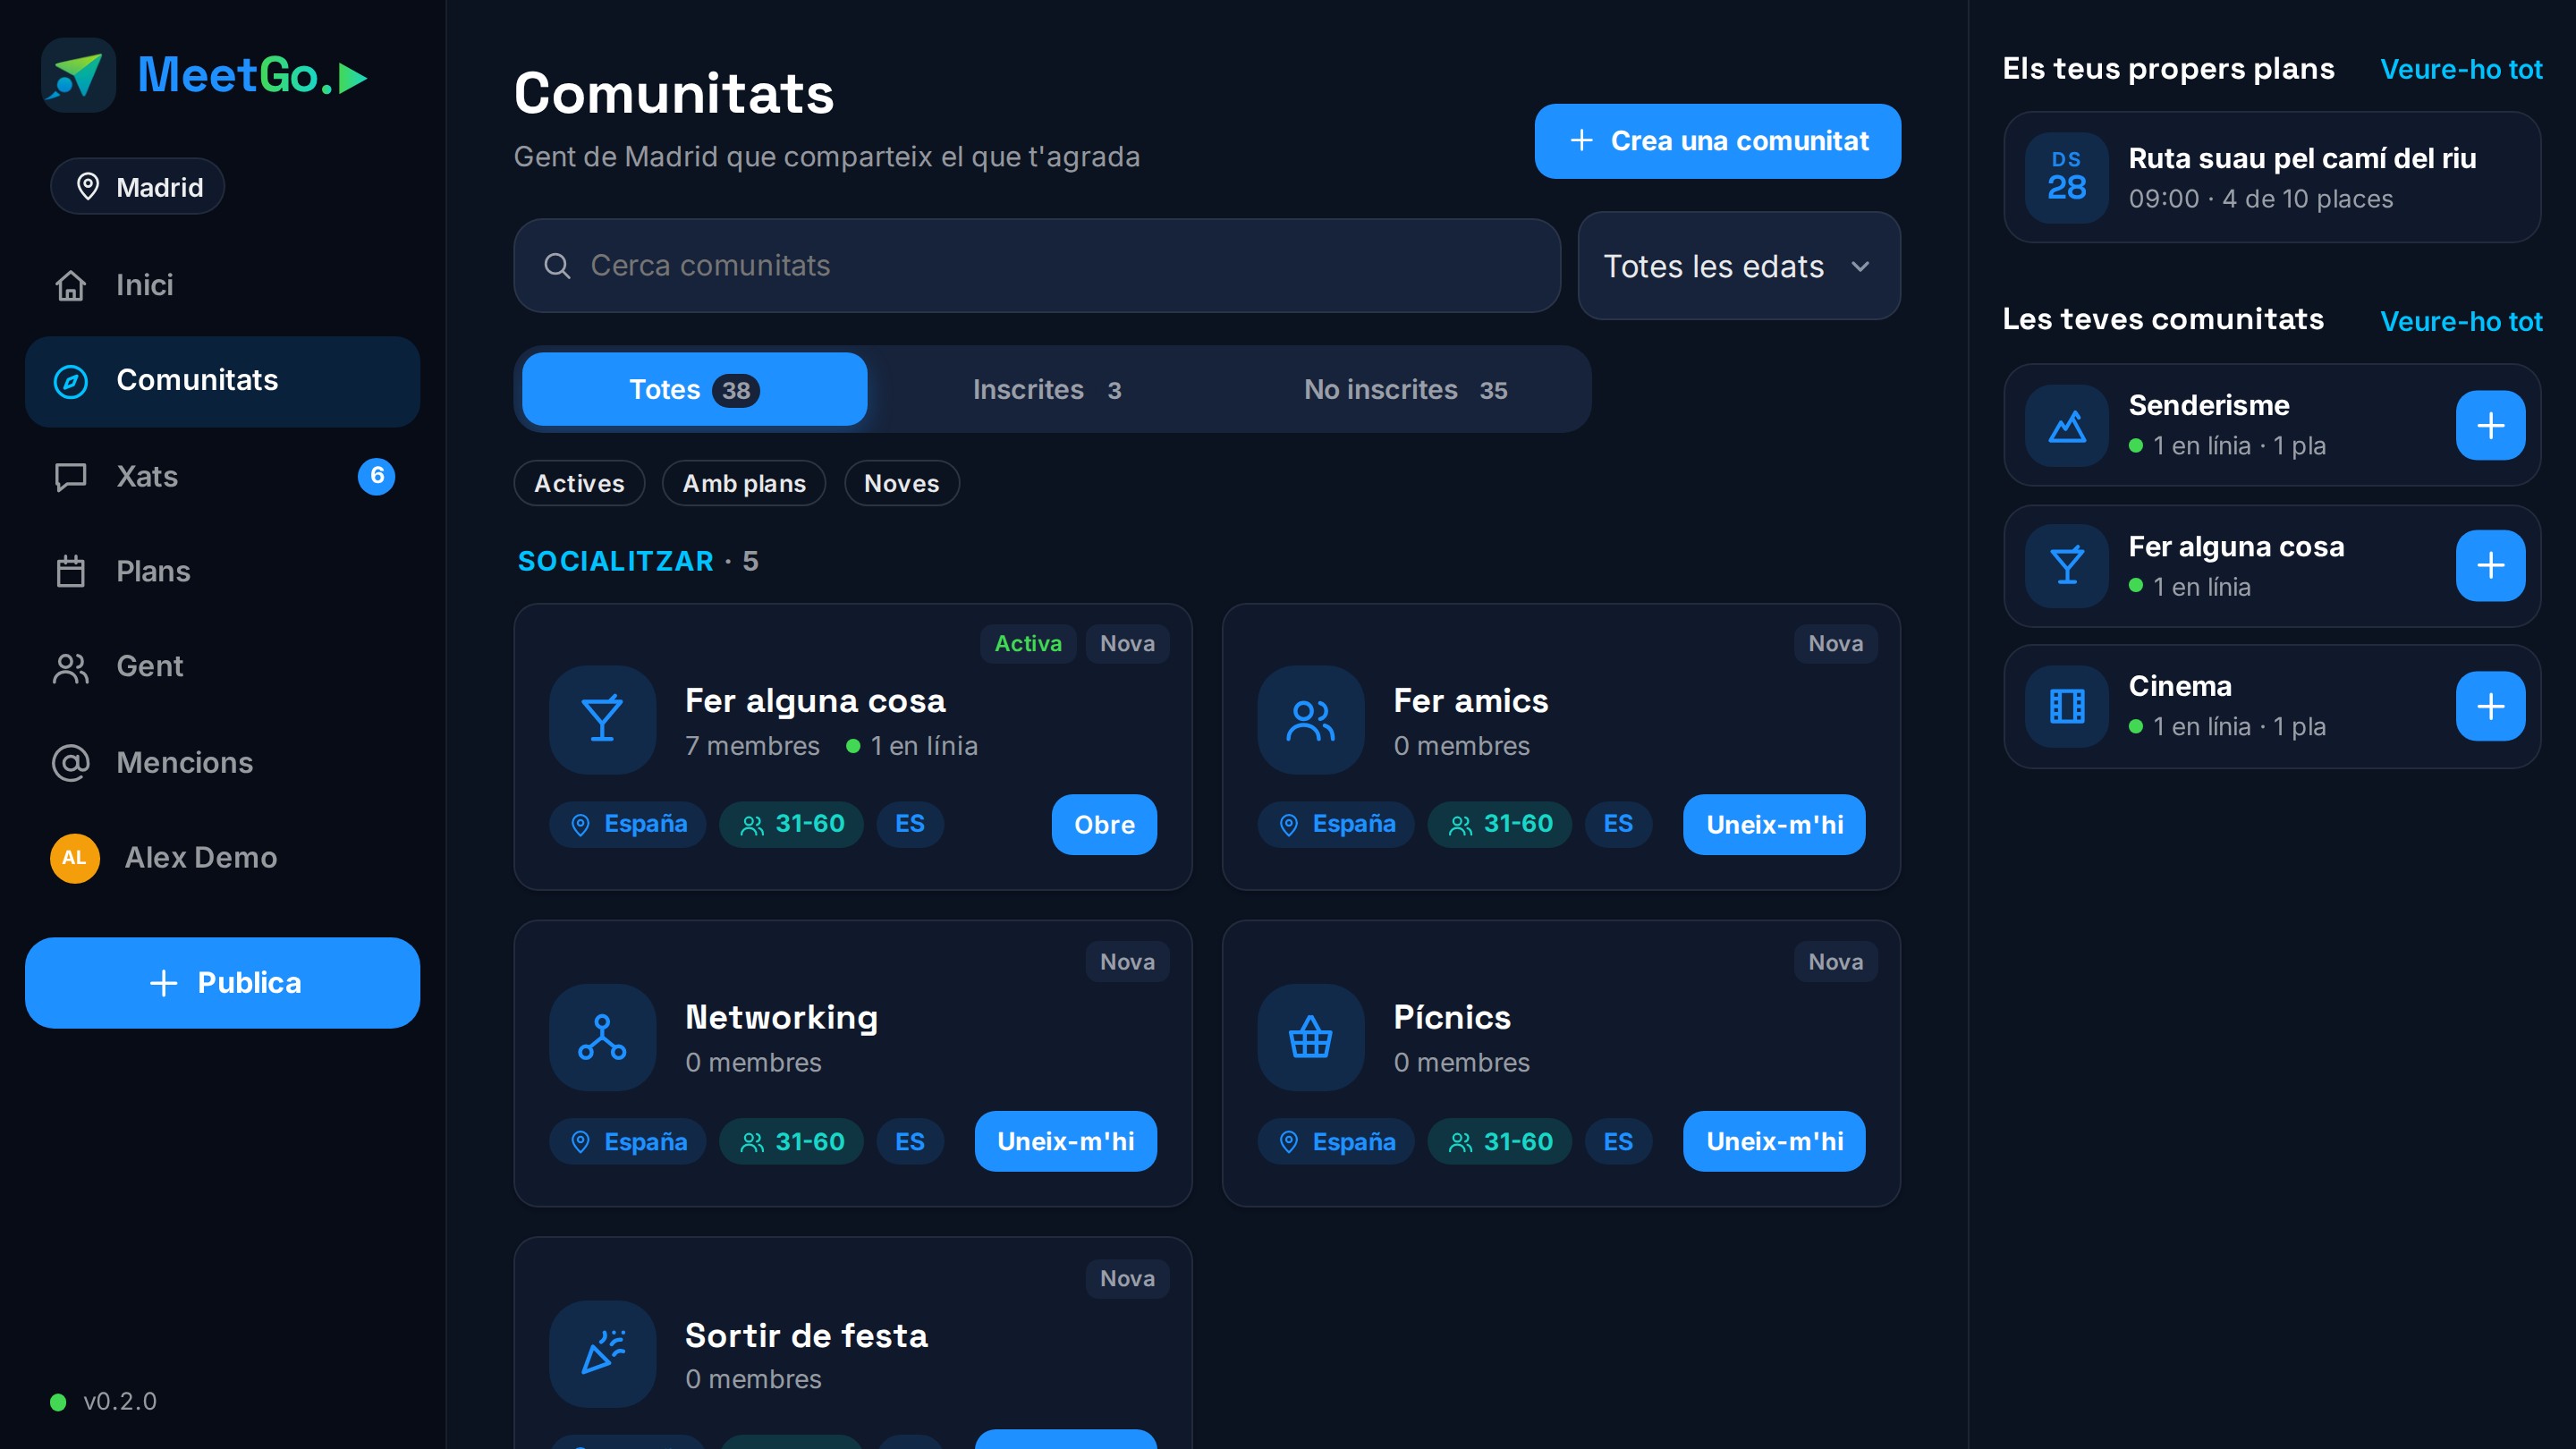 MeetGo.
Madrid
Inici
Comunitats
Xats 6
Plans
Gent
Mencions
AL Alex Demo
Publica
v0.2.0
Comunitats
Gent de Madrid que comparteix el que t'agrada
Crea una comunitat
Cerca comunitats
Totes les edats
Totes 38 Inscrites 3 No inscrites 35
Actives Amb plans Noves
SOCIALITZAR · 5
Activa Nova
Fer alguna cosa
7 membres 1 en línia
España 31-60 ES Obre
Nova
Fer amics
0 membres
España 31-60 ES Uneix-m'hi
Nova
Networking
0 membres
España 31-60 ES Uneix-m'hi
Nova
Pícnics
0 membres
España 31-60 ES Uneix-m'hi
Nova
Sortir de festa
0 membres
Els teus propers plans Veure-ho tot
DS
28
Ruta suau pel camí del riu
09:00 · 4 de 10 places
Les teves comunitats Veure-ho tot
Senderisme
1 en línia · 1 pla
Fer alguna cosa
1 en línia
Cinema
1 en línia · 1 pla